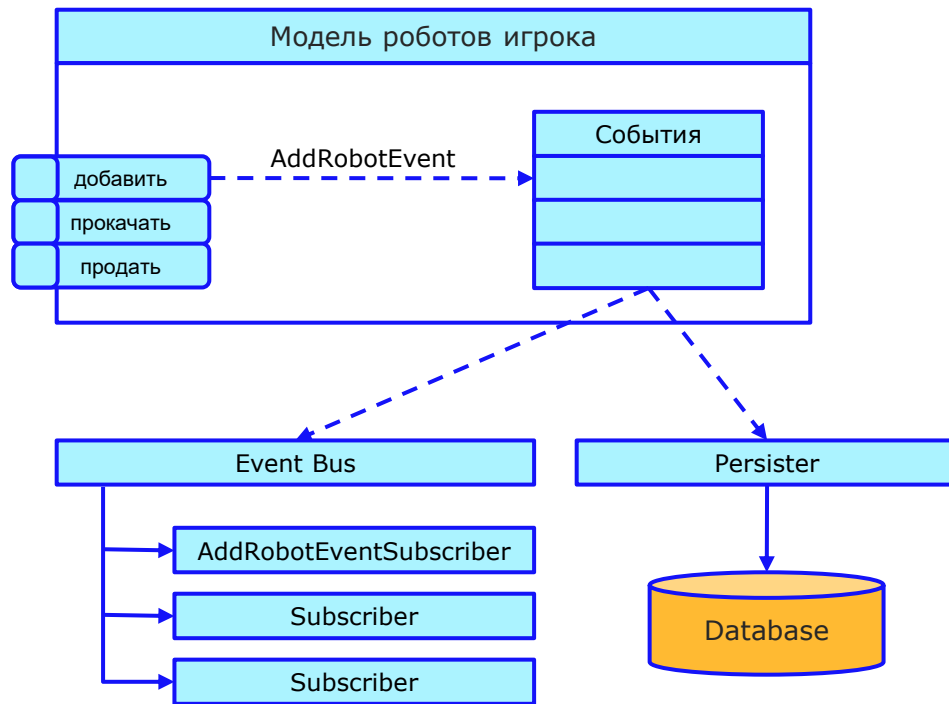 Модель роботов игрока
События
AddRobotEvent
добавить
прокачать
продать
Event Bus
Persister
AddRobotEventSubscriber
Subscriber
Subscriber
Database